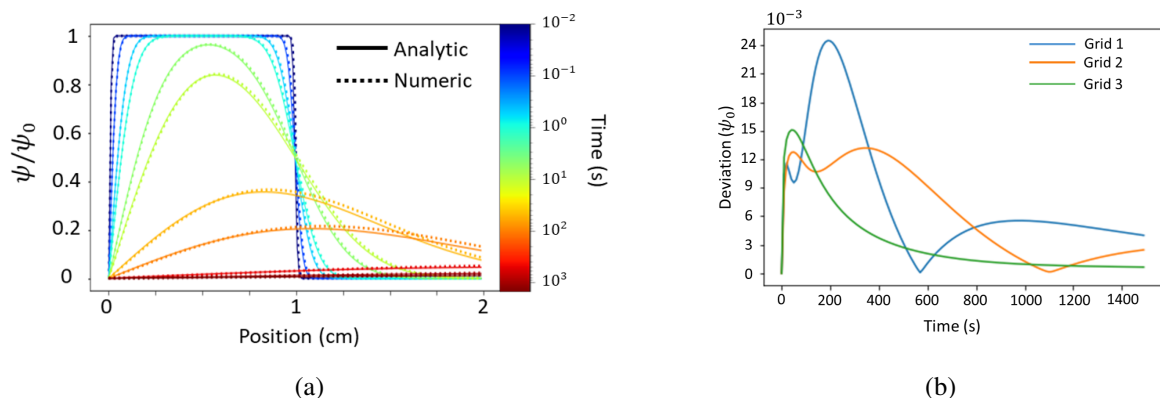 1
0.8
0.6
0.4
0.2
0
ψ/ψ₀
0
1
2
Position (cm)
Analytic
Numeric
10⁻²
10⁻¹
10⁰
10¹
10²
10³
Time (s)
(a)
10⁻³
24
21
18
15
12
9
6
3
0
Deviation (ψ₀)
0 200 400 600 800 1000 1200 1400
Time (s)
Grid 1
Grid 2
Grid 3
(b)